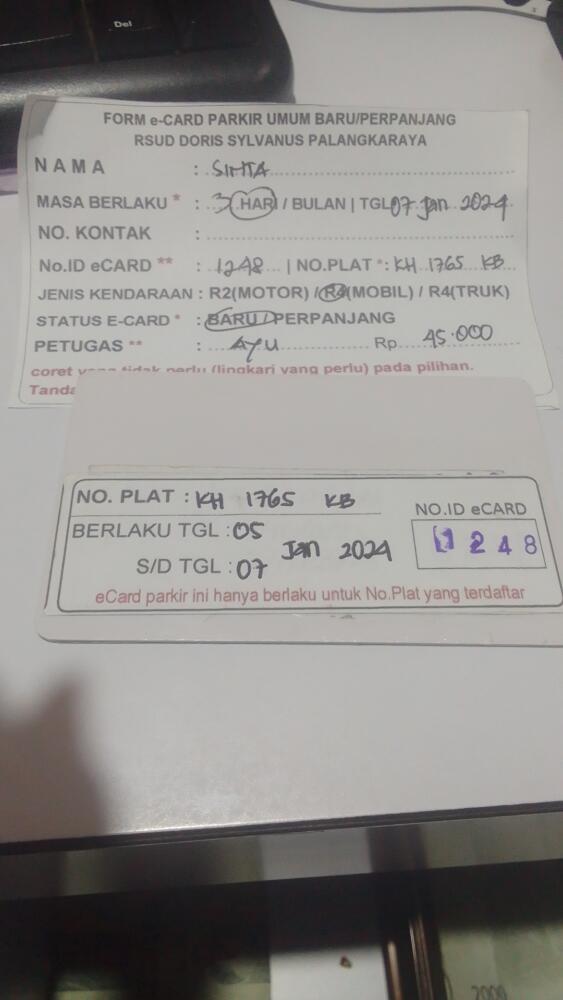 Del
FORM e-CARD PARKIR UMUM BARU/PERPANJANG
RSUD DORIS SYLVANUS PALANGKARAYA
NAMA : SINTA
MASA BERLAKU * : 3 HARI / BULAN | TGL 07 Jan 2024
NO. KONTAK :
No.ID eCARD ** : 1248 | NO.PLAT * : KH 1765 KB
JENIS KENDARAAN : R2(MOTOR) / R4(MOBIL) / R4(TRUK)
STATUS E-CARD * : BARU / PERPANJANG
PETUGAS ** : AYU Rp. 45.000
coret yang tidak perlu (lingkari yang perlu) pada pilihan.
Tanda
NO. PLAT : KH 1765 KB
NO.ID eCARD
BERLAKU TGL : 05 Jan 2024
1248
S/D TGL : 07
eCard parkir ini hanya berlaku untuk No.Plat yang terdaftar
2000